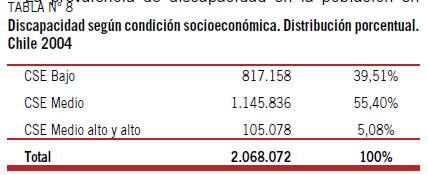 TABLA Nº 8
Discapacidad según condición socioeconómica. Distribución porcentual.
Chile 2004
CSE Bajo 817.158 39,51%
CSE Medio 1.145.836 55,40%
CSE Medio alto y alto 105.078 5,08%
Total 2.068.072 100%